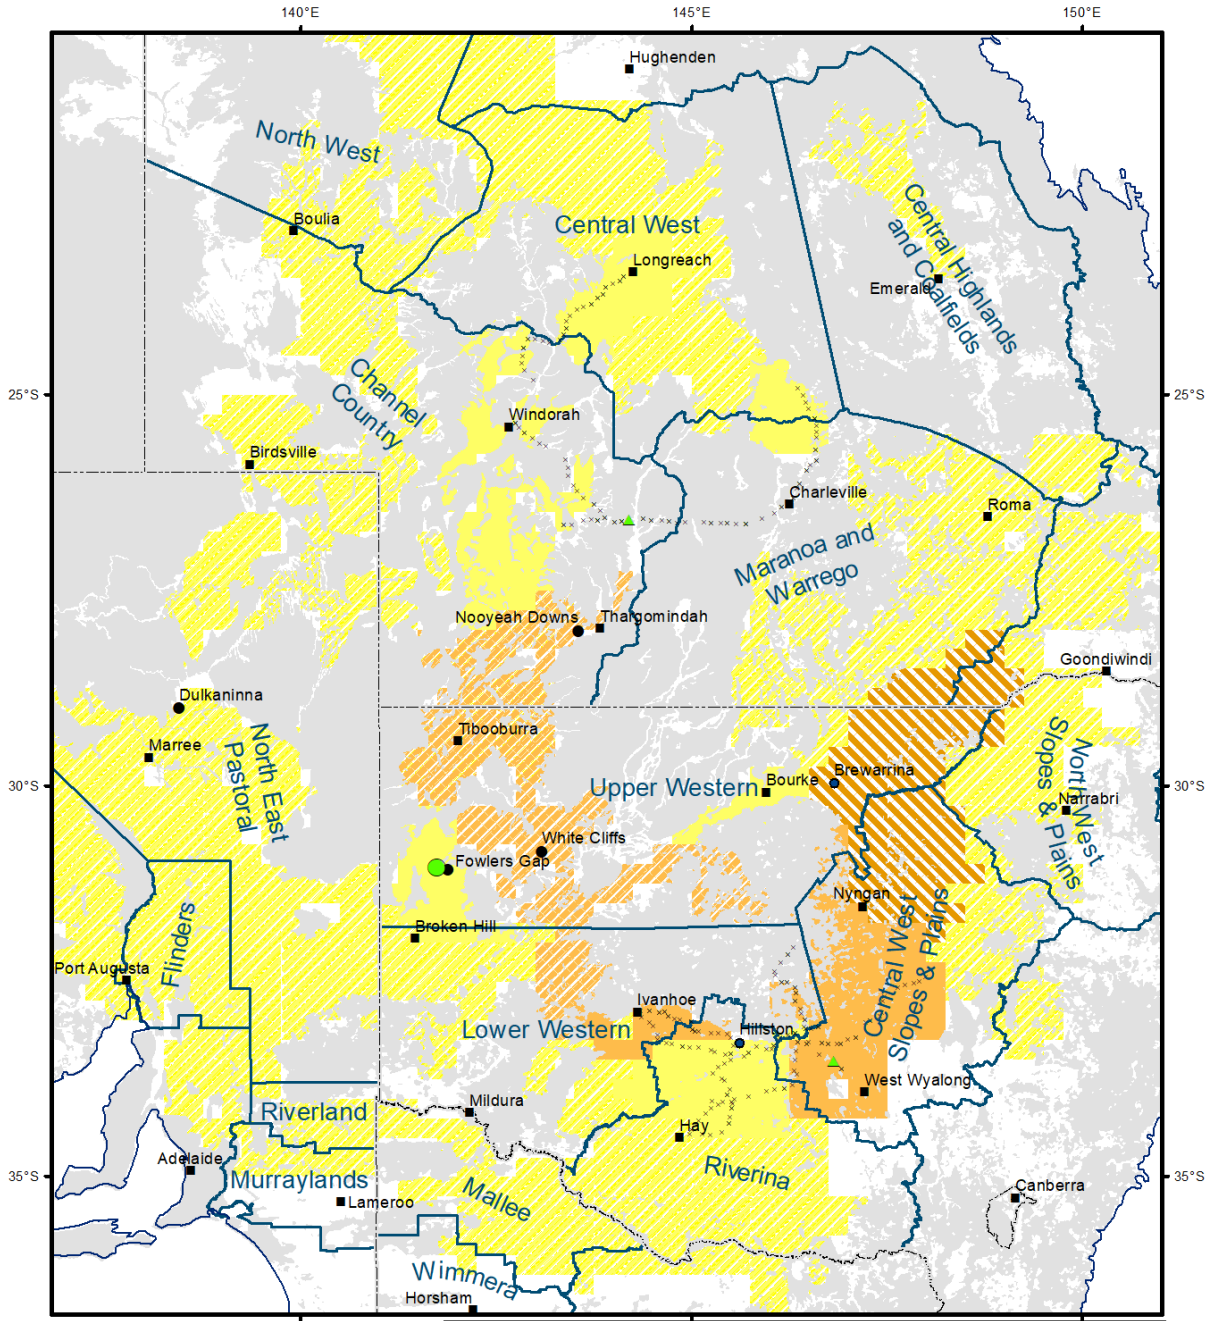 140°E
145°E
150°E
Hughenden
North West
Boulia
Central West
Longreach
Central Highlands
and Coalfields
Emerald
25°S
25°S
Channel
Country
Windorah
Birdsville
Charleville
Roma
Maranoa and
Warrego
Nooyeah Downs
Thargomindah
Goondiwindi
Dulkaninna
Marree
North East
Pastoral
Tibooburra
North West
Slopes & Plains
30°S
30°S
Upper Western
Bourke
Brewarrina
Narrabri
White Cliffs
Fowlers Gap
Nyngan
Broken Hill
Flinders
Port Augusta
Central West
Slopes & Plains
Ivanhoe
Lower Western
Hillston
West Wyalong
Riverland
Mildura
Hay
Adelaide
35°S
35°S
Murraylands
Lameroo
Mallee
Riverina
Canberra
Wimmera
Horsham